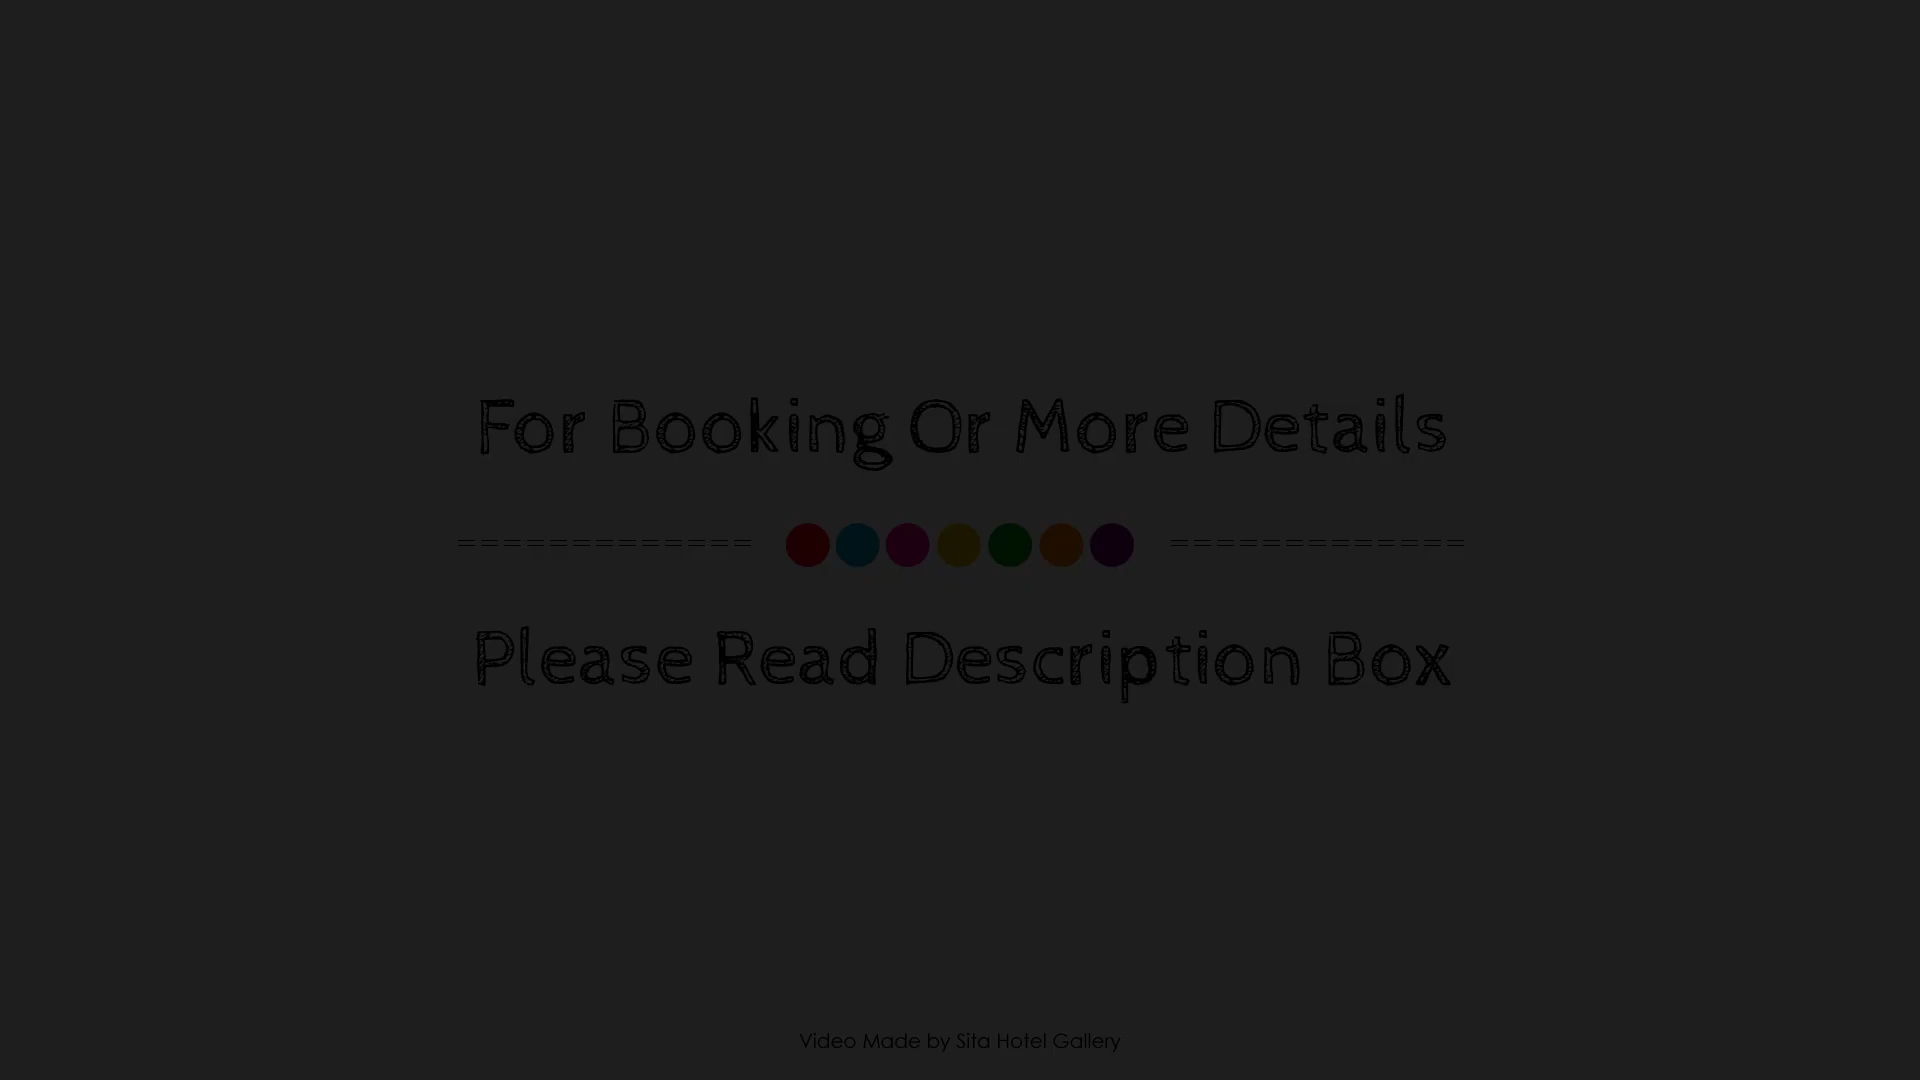 For Booking Or More Details
============= =============
Please Read Description Box
Video Made by Sita Hotel Gallery